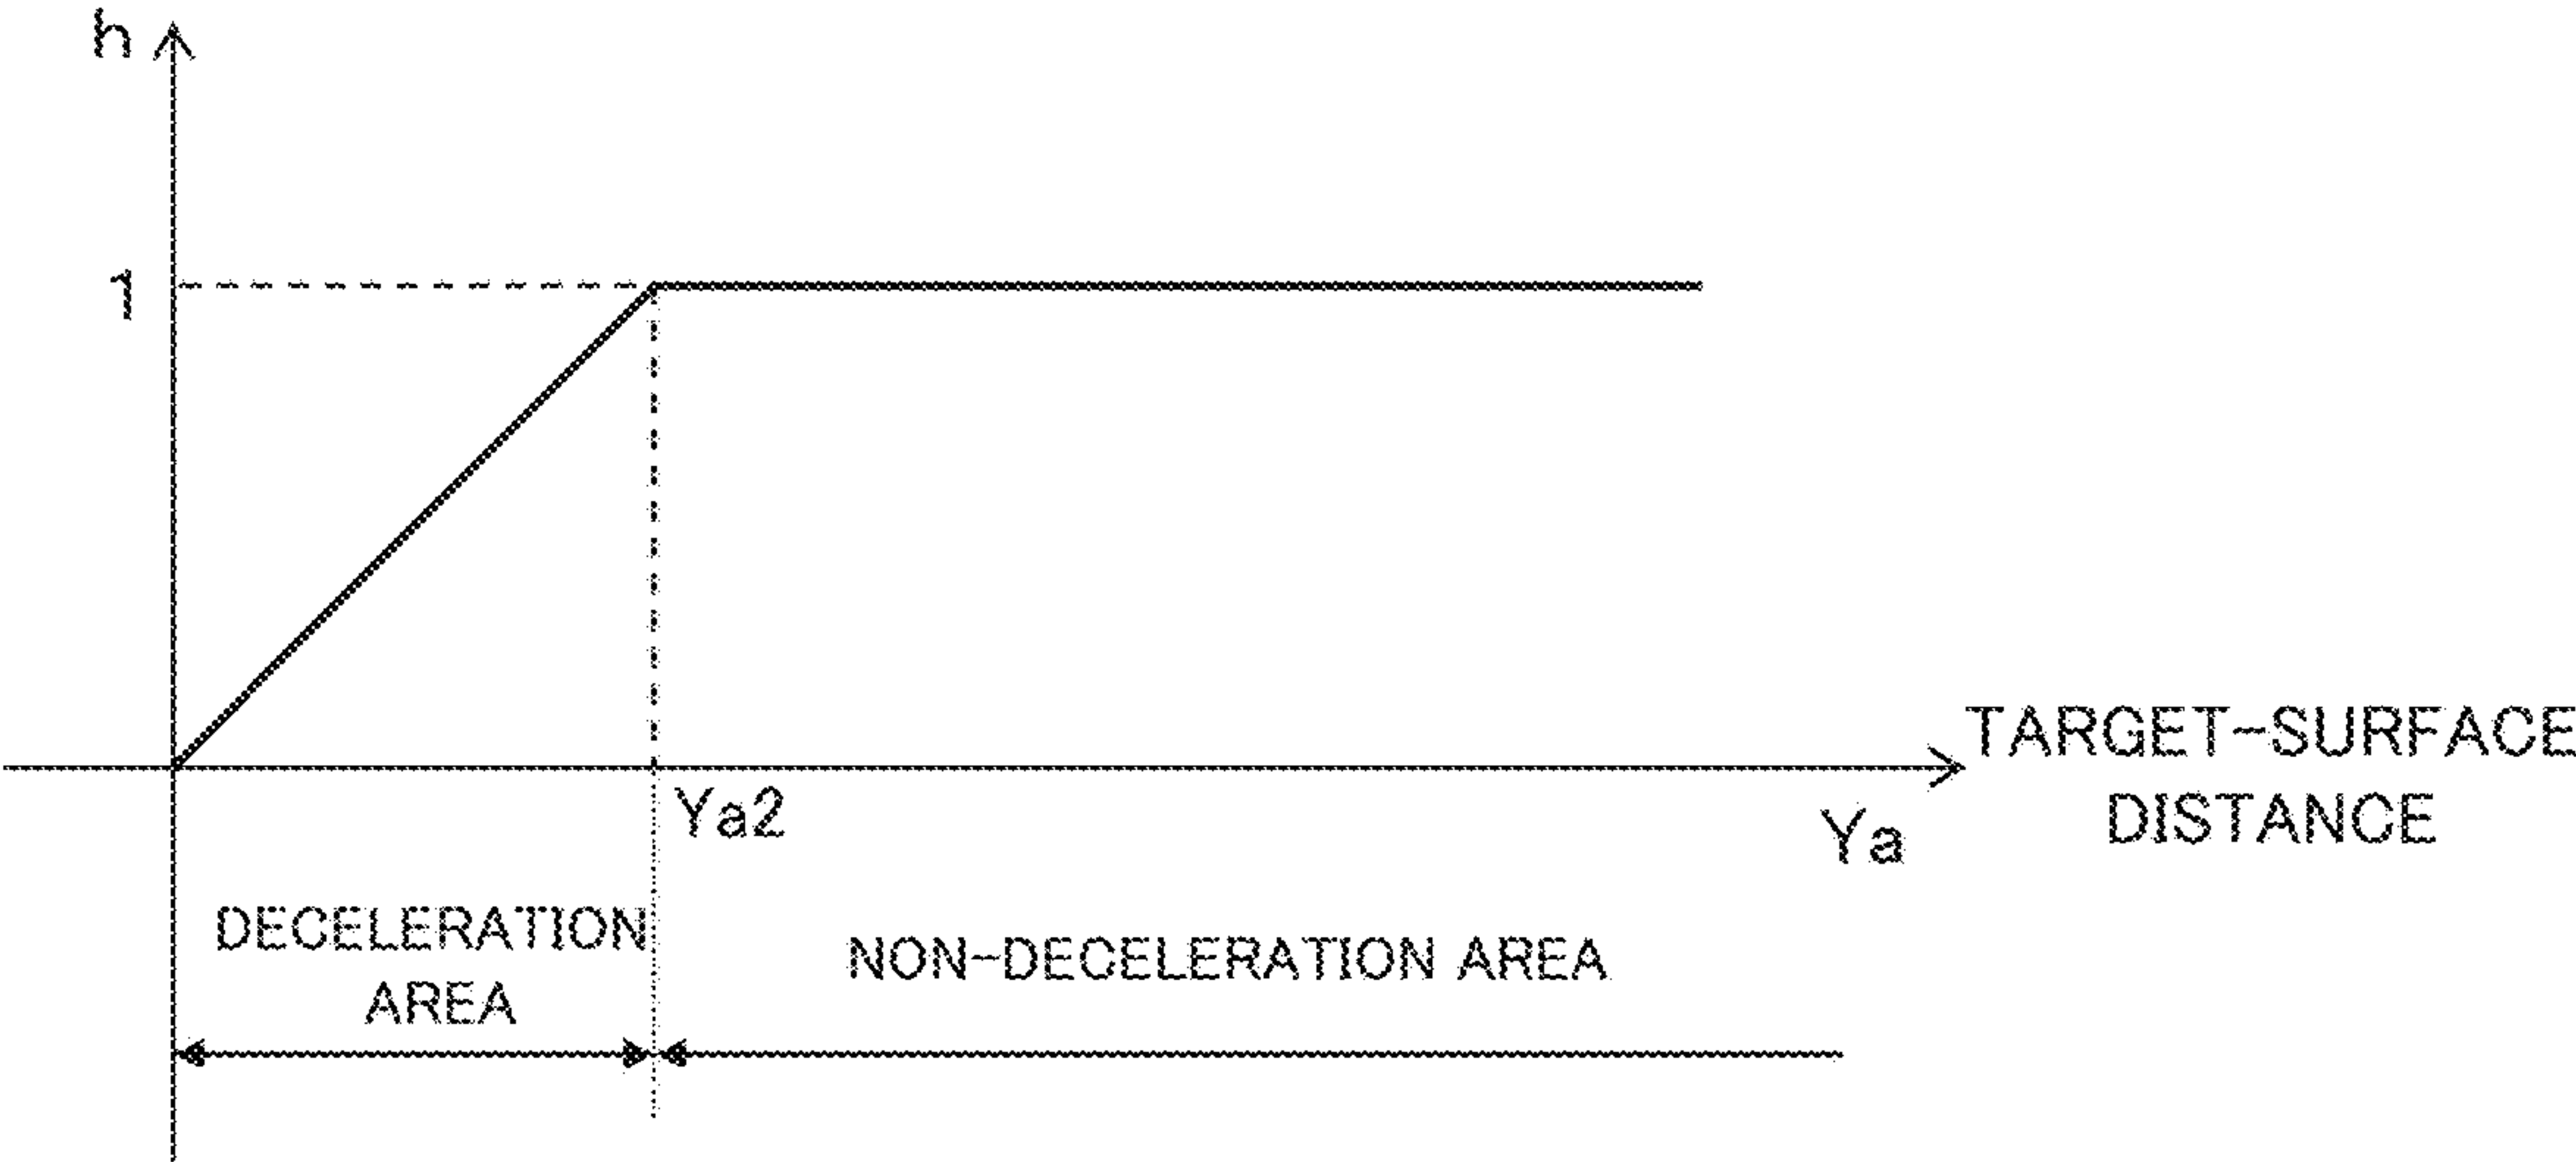 h
1
TARGET-SURFACE
DISTANCE
Ya2
Ya
DECELERATION
AREA
NON-DECELERATION AREA